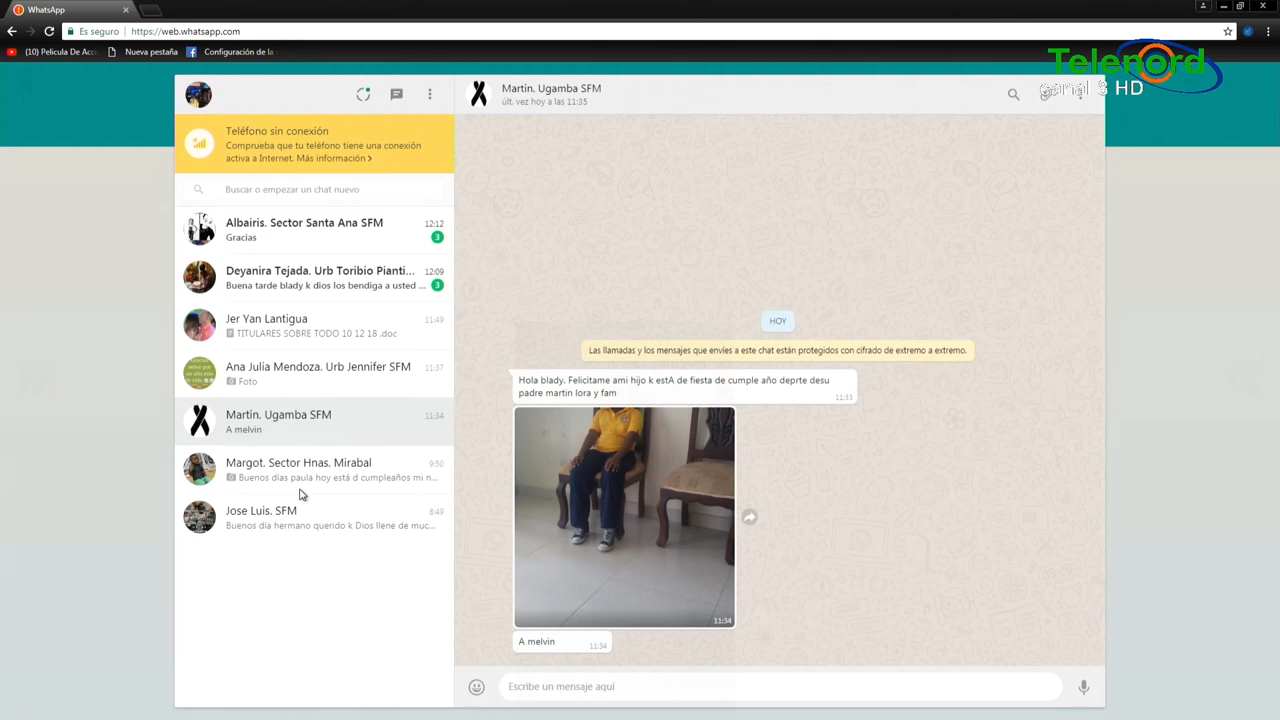 WhatsApp
Es seguro
https://web.whatsapp.com
(10) Pelicula De Acci
Nueva pestaña
Configuración de la
Telenord
canal 8 HD
Teléfono sin conexión
Comprueba que tu teléfono tiene una conexión
activa a Internet. Más información >
Buscar o empezar un chat nuevo
Albairis. Sector Santa Ana SFM
12:12
Gracias
3
Deyanira Tejada. Urb Toribio Pianti...
12:09
Buena tarde blady k dios los bendiga a usted ...
3
Jer Yan Lantigua
11:49
TITULARES SOBRE TODO 10 12 18 .doc
Ana Julia Mendoza. Urb Jennifer SFM
11:37
Foto
Martin. Ugamba SFM
11:34
A melvin
Margot. Sector Hnas. Mirabal
9:50
Buenos días paula hoy está d cumpleaños mi n...
Jose Luis. SFM
8:49
Buenos día hermano querido k Dios llene de muc...
Martin. Ugamba SFM
últ. vez hoy a las 11:35
HOY
Las llamadas y los mensajes que envíes a este chat están protegidos con cifrado de extremo a extremo.
Hola blady. Felicitame ami hijo k estA de fiesta de cumple año deprte desu
padre martin lora y fam
11:33
11:34
A melvin
11:34
Escribe un mensaje aquí